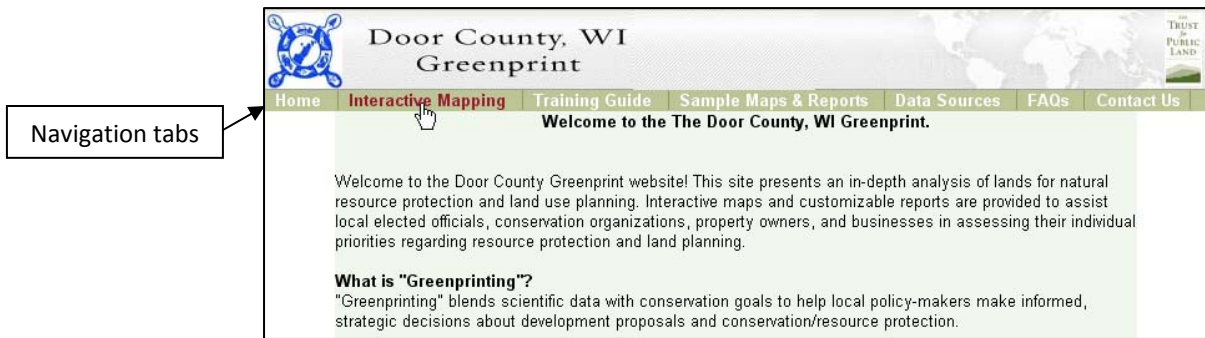 Door County, WI
Greenprint
THE
TRUST
for
PUBLIC
LAND
Home Interactive Mapping Training Guide Sample Maps & Reports Data Sources FAQs Contact Us
Navigation tabs
Welcome to the The Door County, WI Greenprint.
Welcome to the Door County Greenprint website! This site presents an in-depth analysis of lands for natural
resource protection and land use planning. Interactive maps and customizable reports are provided to assist
local elected officials, conservation organizations, property owners, and businesses in assessing their individual
priorities regarding resource protection and land planning.
What is "Greenprinting"?
"Greenprinting" blends scientific data with conservation goals to help local policy-makers make informed,
strategic decisions about development proposals and conservation/resource protection.